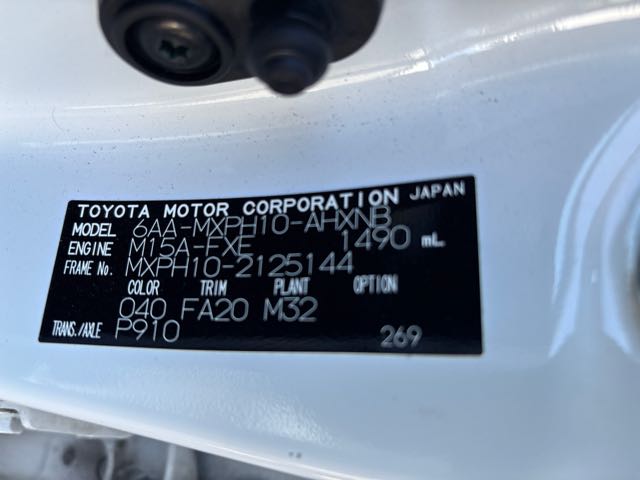 TOYOTA MOTOR CORPORATION JAPAN
MODEL 6AA-MXPH10-AHXNB
ENGINE M15A-FXE 1490 mL
FRAME No. MXPH10-2125144
COLOR TRIM PLANT OPTION
040 FA20 M32
TRANS./AXLE P910 269